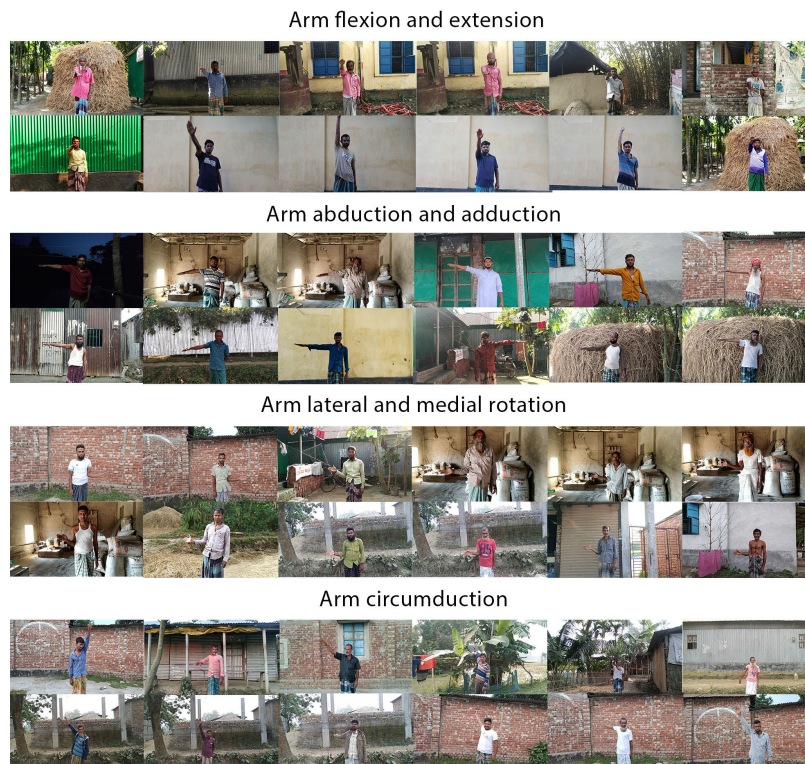 Arm flexion and extension
Arm abduction and adduction
Arm lateral and medial rotation
Arm circumduction